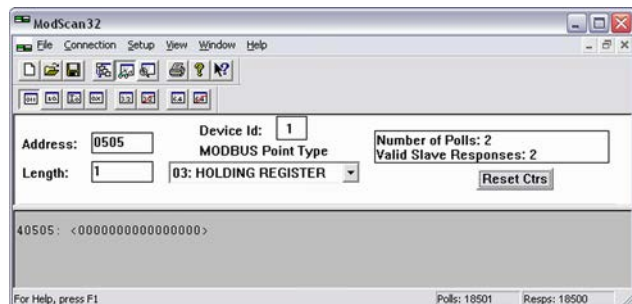 ModScan32
File Connection Setup View Window Help
Address: 0505
Device Id: 1
MODBUS Point Type
Length: 1
03: HOLDING REGISTER
Number of Polls: 2
Valid Slave Responses: 2
Reset Ctrs
40505: <0000000000000000>
For Help, press F1
Polls: 18501
Resps: 18500